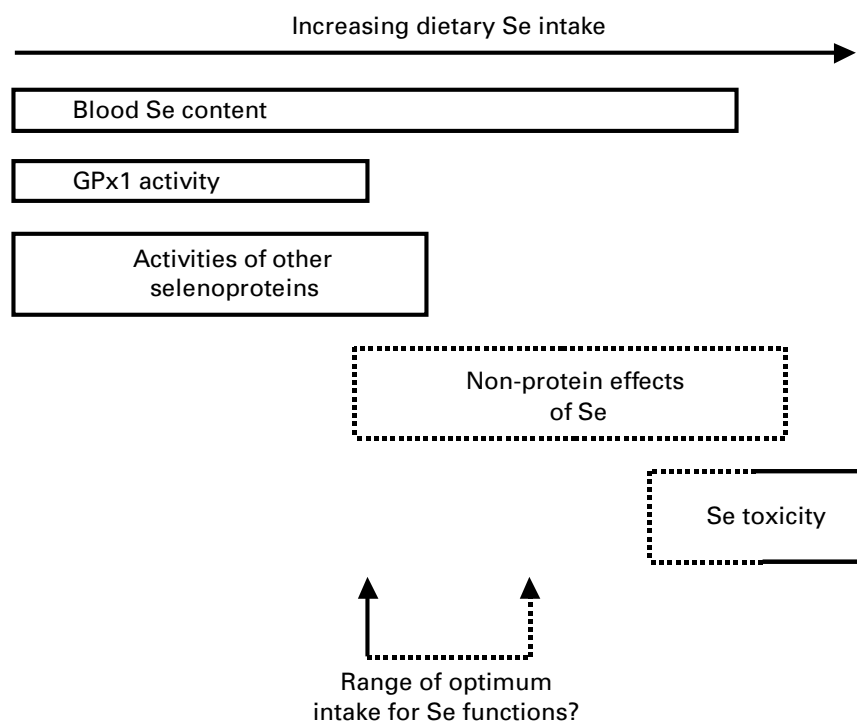 Increasing dietary Se intake
Blood Se content
GPx1 activity
Activities of other
selenoproteins
Non-protein effects
of Se
Se toxicity
Range of optimum
intake for Se functions?